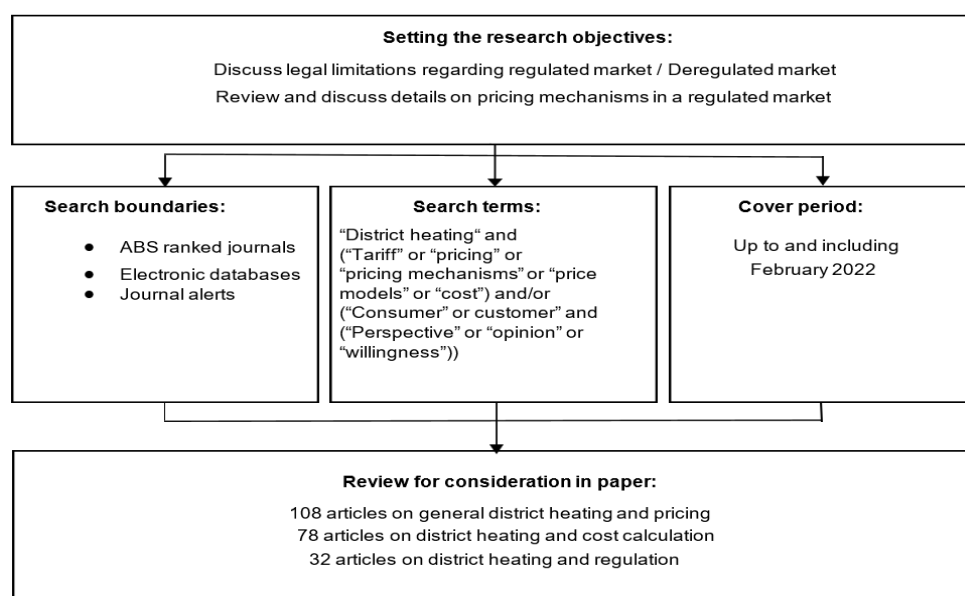 Setting the research objectives:
Discuss legal limitations regarding regulated market / Deregulated market
Review and discuss details on pricing mechanisms in a regulated market
Search boundaries:
● ABS ranked journals
● Electronic databases
● Journal alerts
Search terms:
“District heating“ and
(“Tariff” or “pricing” or
“pricing mechanisms” or “price
models” or “cost”) and/or
(“Consumer” or customer” and
(“Perspective” or “opinion” or
“willingness”))
Cover period:
Up to and including
February 2022
Review for consideration in paper:
108 articles on general district heating and pricing
78 articles on district heating and cost calculation
32 articles on district heating and regulation